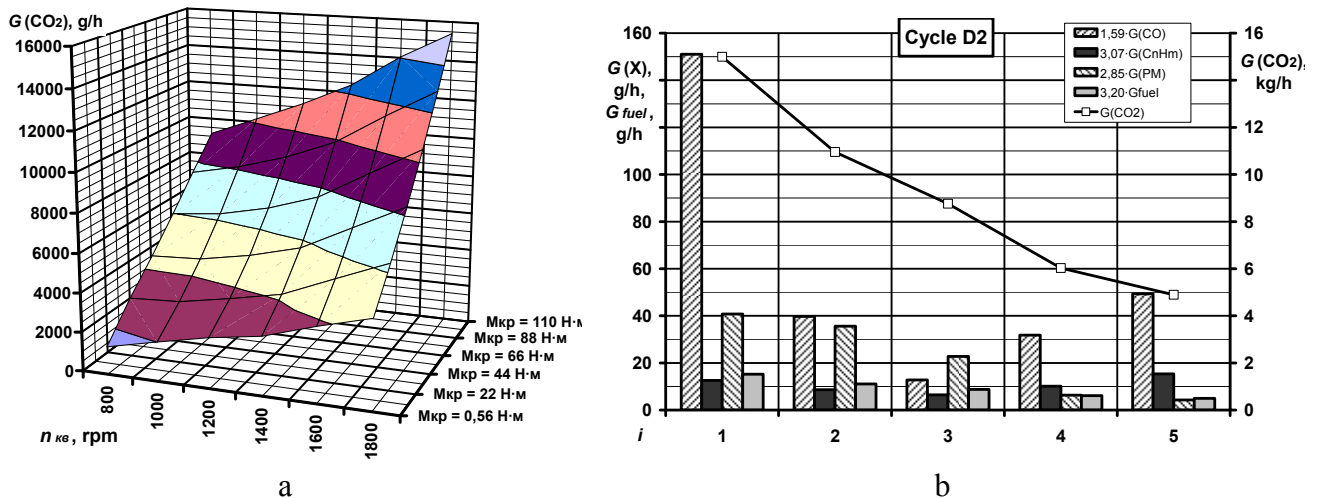 G (CO2), g/h
16000
14000
12000
10000
8000
6000
4000
2000
0
800
1000
1200
1400
1600
1800
n кв , rpm
Мкр = 110 Н·м
Мкр = 88 Н·м
Мкр = 66 Н·м
Мкр = 44 Н·м
Мкр = 22 Н·м
Мкр = 0,56 Н·м
a
Cycle D2
1,59·G(CO)
3,07·G(CnHm)
2,85·G(PM)
3,20·Gfuel
G(CO2)
G (X),
g/h,
G fuel ,
g/h
160
140
120
100
80
60
40
20
0
G (CO2),
kg/h
16
14
12
10
8
6
4
2
0
i 1 2 3 4 5
b